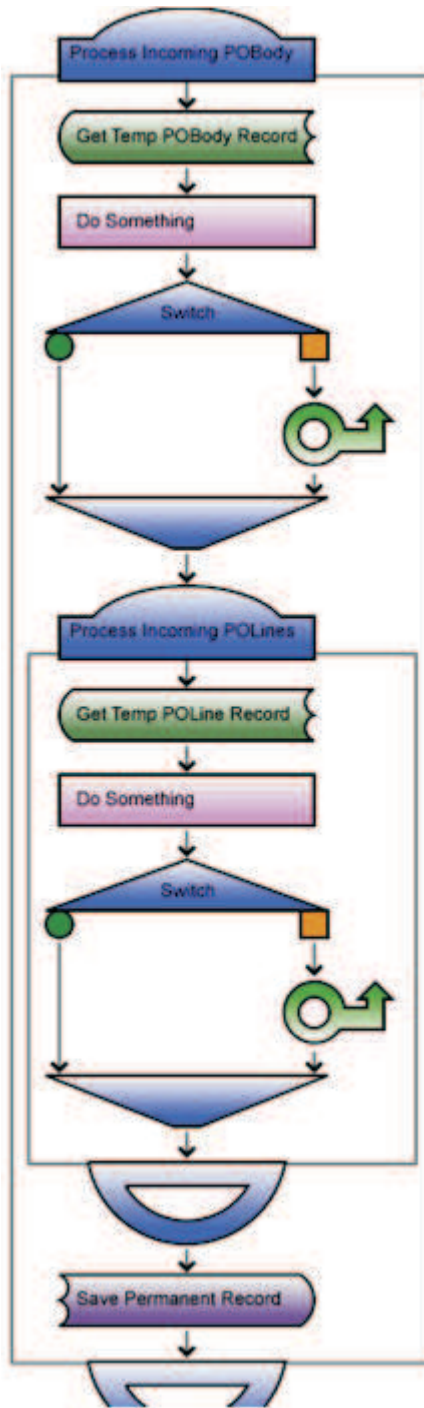 Process Incoming POBody
Get Temp POBody Record
Do Something
Switch
Process Incoming POLines
Get Temp POLine Record
Do Something
Switch
Save Permanent Record